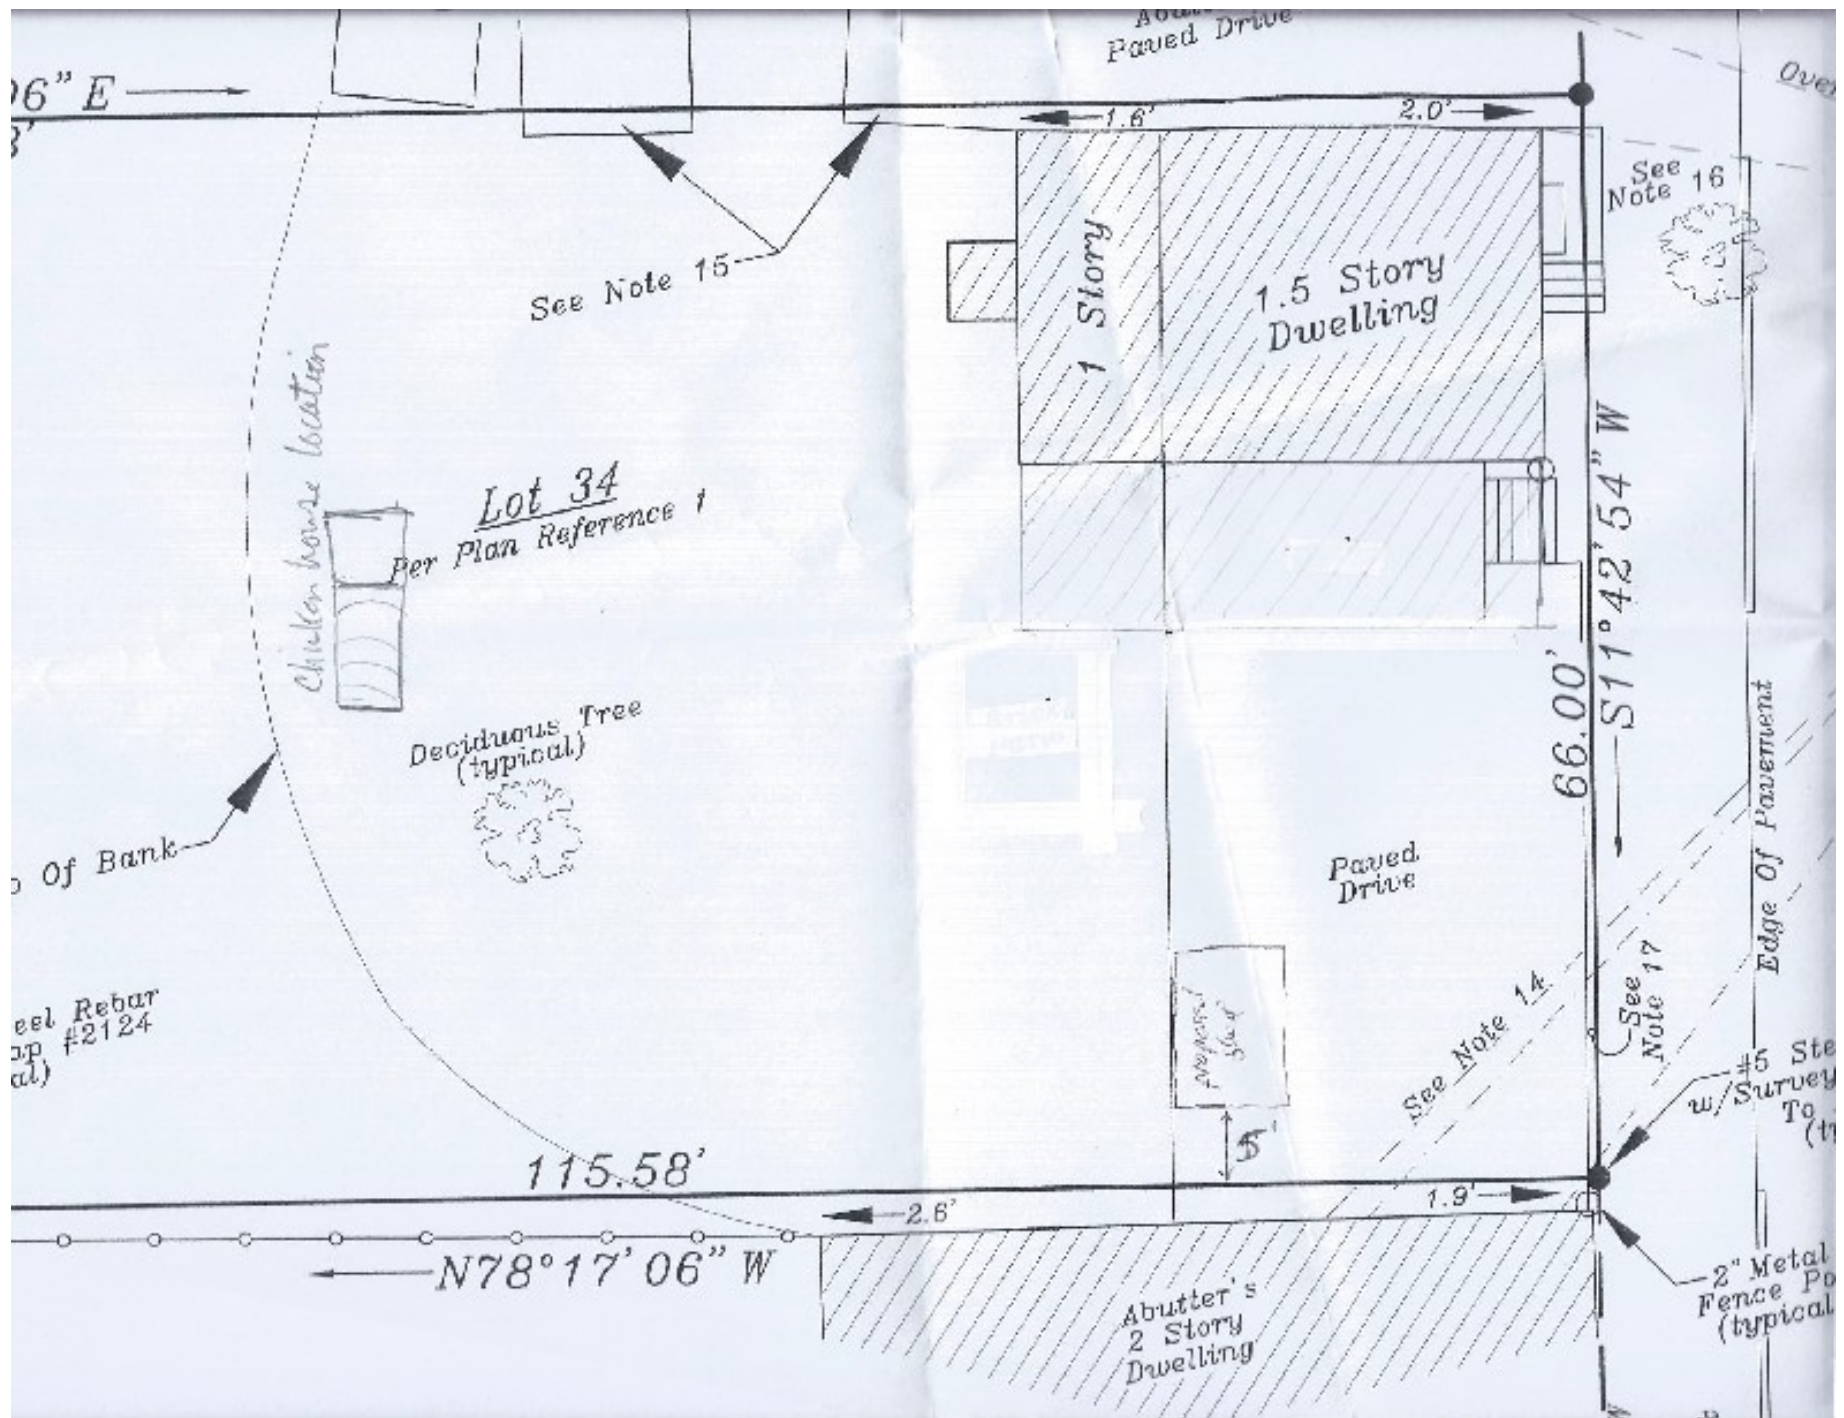 Paved Drive
06" E
1.6'
2.0'
See
Note 16
See Note 15
1 Story
1.5 Story
Dwelling
Chicken house location
Lot 34
Per Plan Reference 1
S11°42'54" W
66.00'
Deciduous Tree
(typical)
Of Bank
Paved
Drive
Edge Of Pavement
Rebar
#2124
proposed
shed
5'
See Note 14
See
Note 17
#5
w/Survey
To
115.58'
1.9'
2.6'
N78°17'06" W
2" Metal
Fence
(typical
Abutter's
2 Story
Dwelling